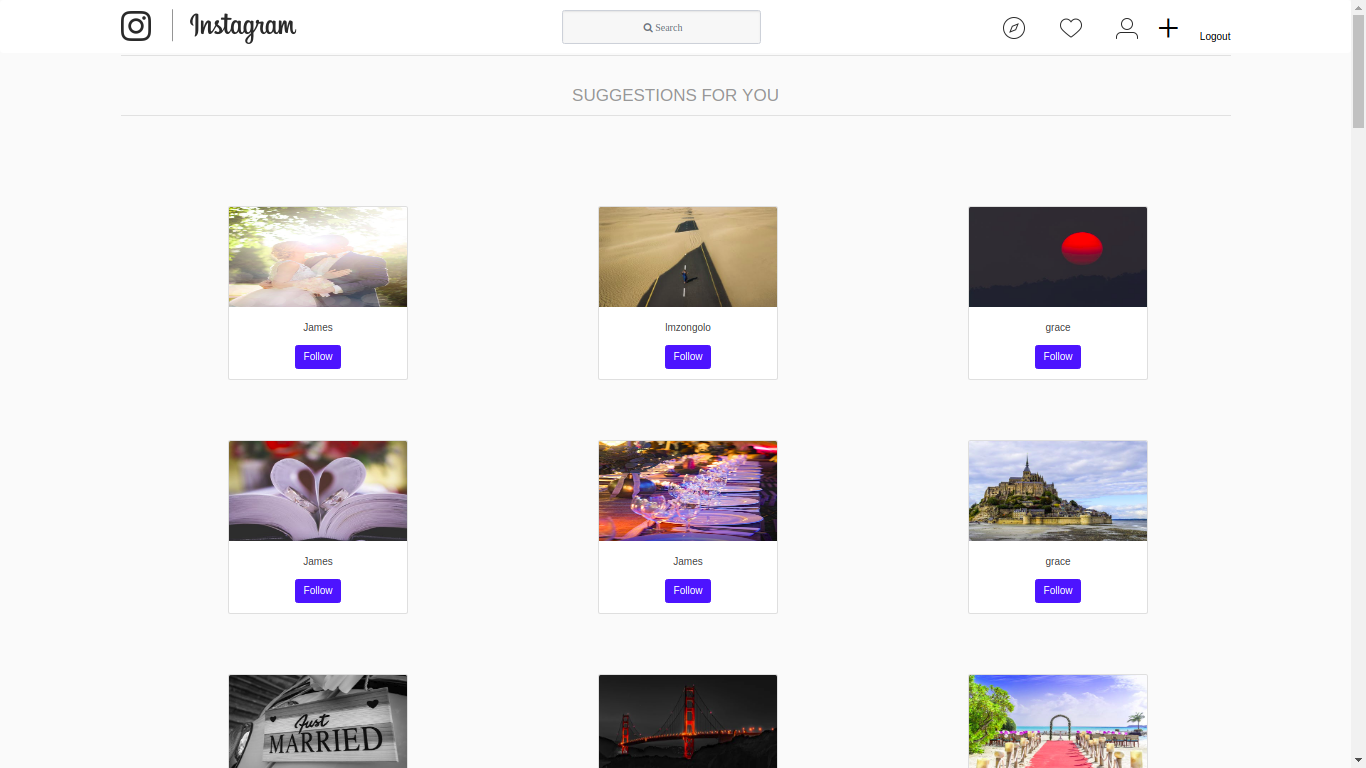 Instagram
Search
Logout
SUGGESTIONS FOR YOU
James
lmzongolo
grace
Follow
Follow
Follow
James
James
grace
Follow
Follow
Follow
Just
MARRIED